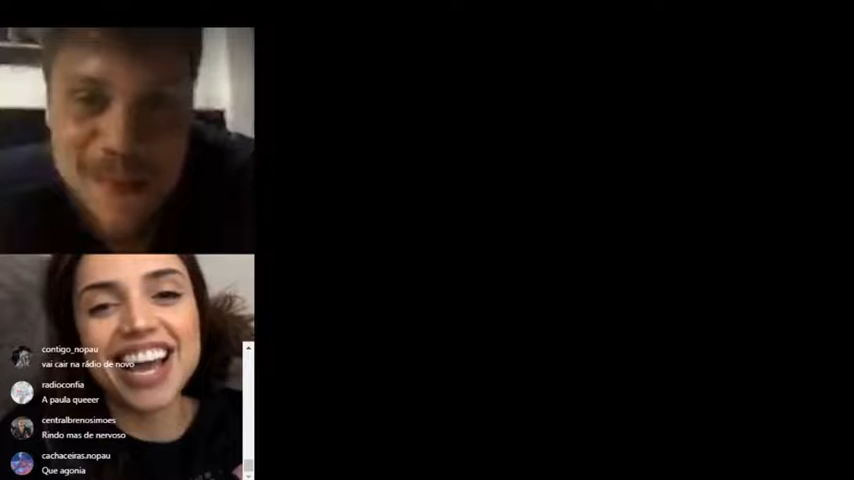 contigo_nopau
vai cair na rádio de novo
radioconfia
A paula queeer
centralbrenosimoes
Rindo mas de nervoso
cachaceiras.nopau
Que agonia